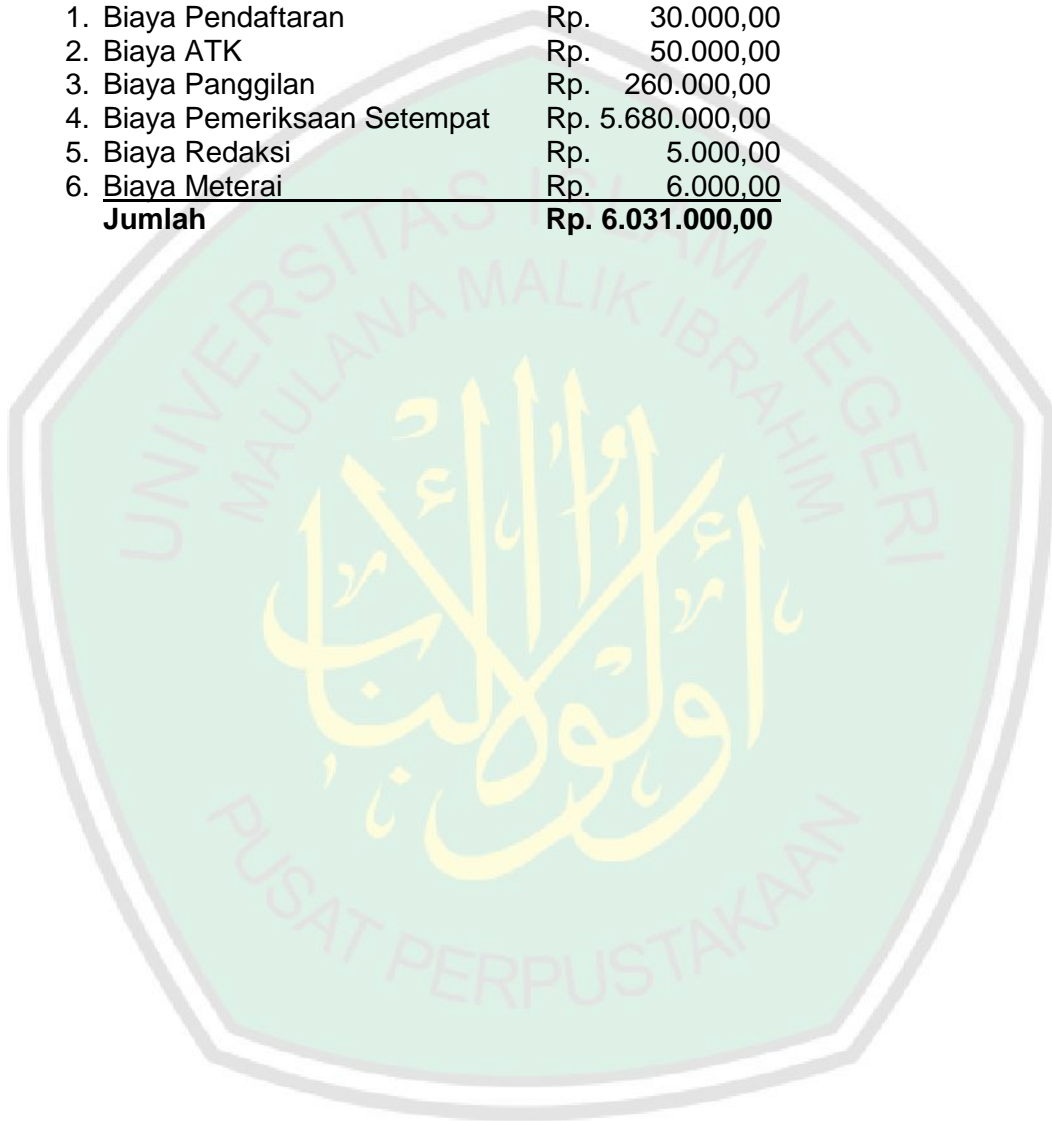 1. Biaya Pendaftaran Rp. 30.000,00
2. Biaya ATK Rp. 50.000,00
3. Biaya Panggilan Rp. 260.000,00
4. Biaya Pemeriksaan Setempat Rp. 5.680.000,00
5. Biaya Redaksi Rp. 5.000,00
6. Biaya Meterai Rp. 6.000,00
Jumlah Rp. 6.031.000,00
UNIVERSITAS ISLAM NEGERI
MAULANA MALIK IBRAHIM
أولوا الألباب
PUSAT PERPUSTAKAAN